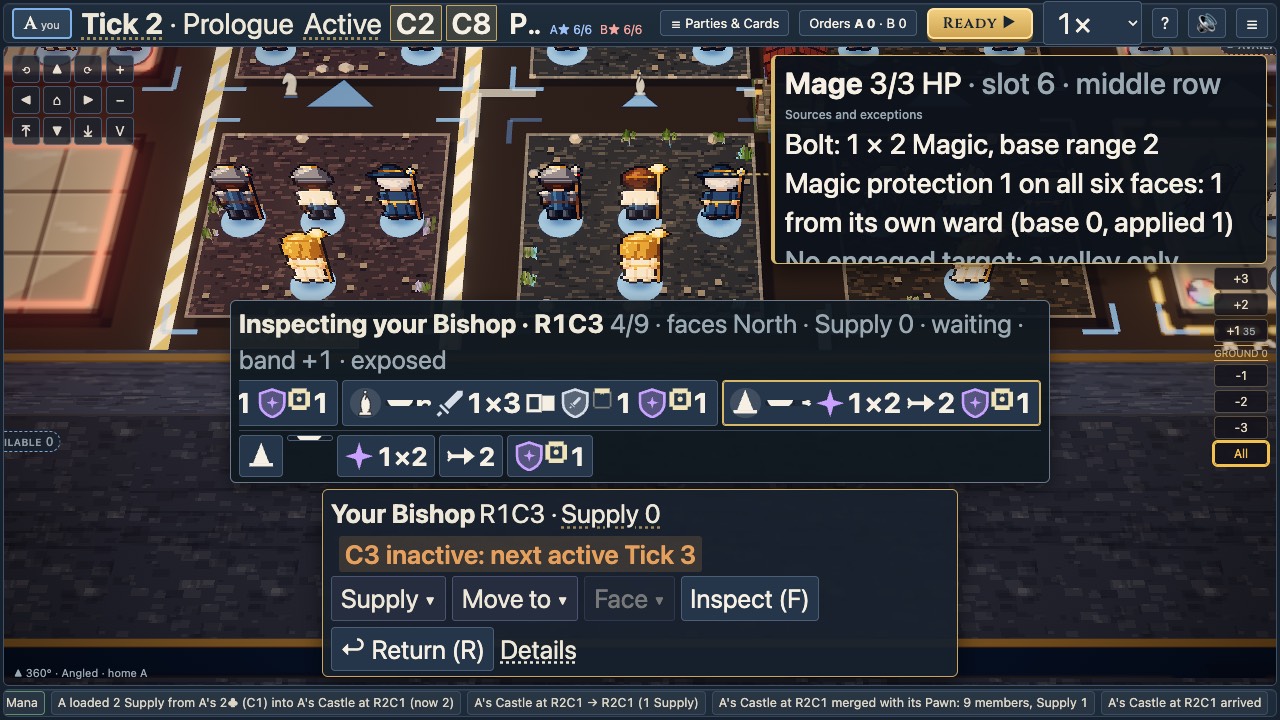 A you Tick 2 · Prologue Active C2 C8 P.. A★ 6/6 B★ 6/6 ≡ Parties & Cards Orders A 0 · B 0 READY ▶ 1× ? ≡
Mage 3/3 HP · slot 6 · middle row
Sources and exceptions
Bolt: 1 × 2 Magic, base range 2
Magic protection 1 on all six faces: 1
from its own ward (base 0, applied 1)
No engaged target: a volley only
V
+3
+2
+1 35
GROUND 0
-1
-2
-3
All
ILABLE 0
Inspecting your Bishop · R1C3 4/9 · faces North · Supply 0 · waiting ·
band +1 · exposed
1 1 1×3 1 1 1×2 2 1
1×2 2 1
Your Bishop R1C3 · Supply 0
C3 inactive: next active Tick 3
Supply ▾ Move to ▾ Face ▾ Inspect (F)
↩ Return (R) Details
▲ 360° · Angled · home A
Mana A loaded 2 Supply from A's 2♣ (C1) into A's Castle at R2C1 (now 2) A's Castle at R2C1 → R2C1 (1 Supply) A's Castle at R2C1 merged with its Pawn: 9 members, Supply 1 A's Castle at R2C1 arrived